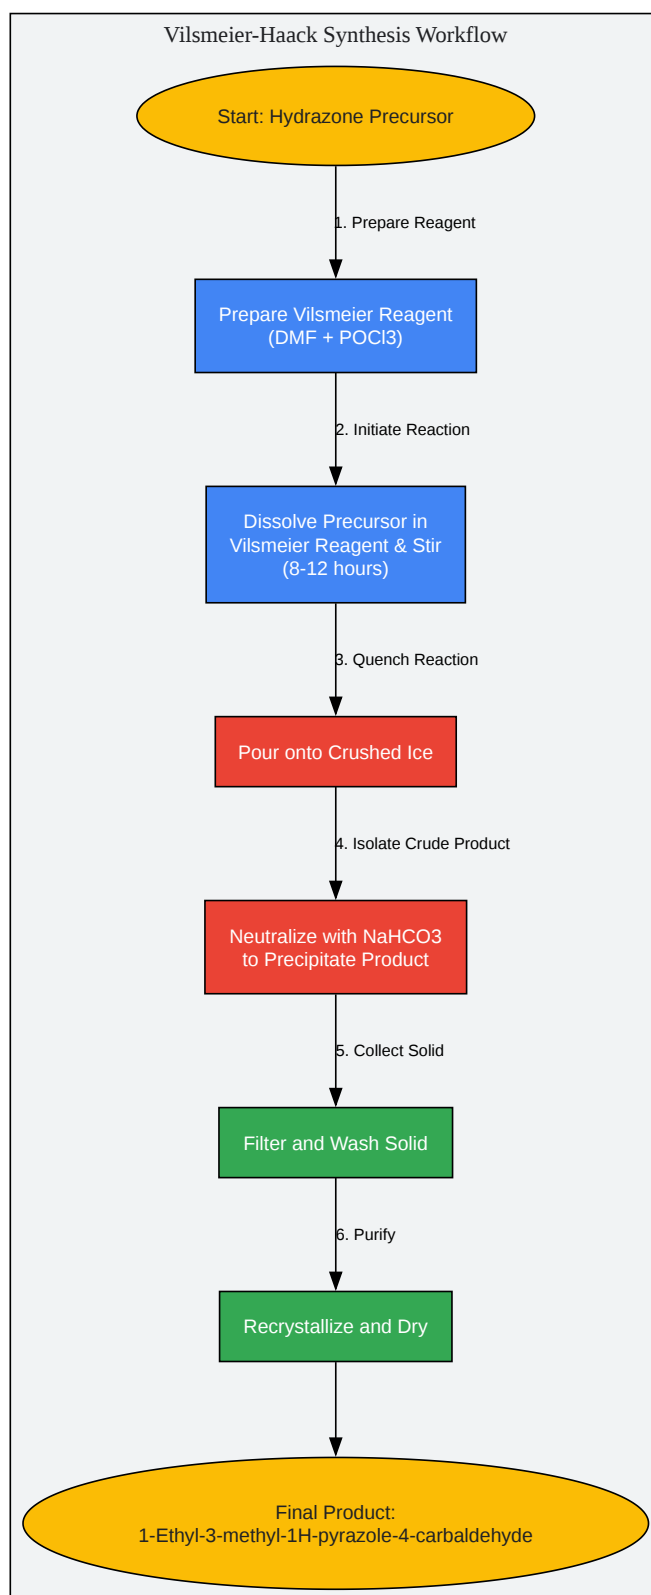 Vilsmeier-Haack Synthesis Workflow
Start: Hydrazone Precursor
1. Prepare Reagent
Prepare Vilsmeier Reagent
(DMF + POCl3)
2. Initiate Reaction
Dissolve Precursor in
Vilsmeier Reagent & Stir
(8-12 hours)
3. Quench Reaction
Pour onto Crushed Ice
4. Isolate Crude Product
Neutralize with NaHCO3
to Precipitate Product
5. Collect Solid
Filter and Wash Solid
6. Purify
Recrystallize and Dry
Final Product:
1-Ethyl-3-methyl-1H-pyrazole-4-carbaldehyde